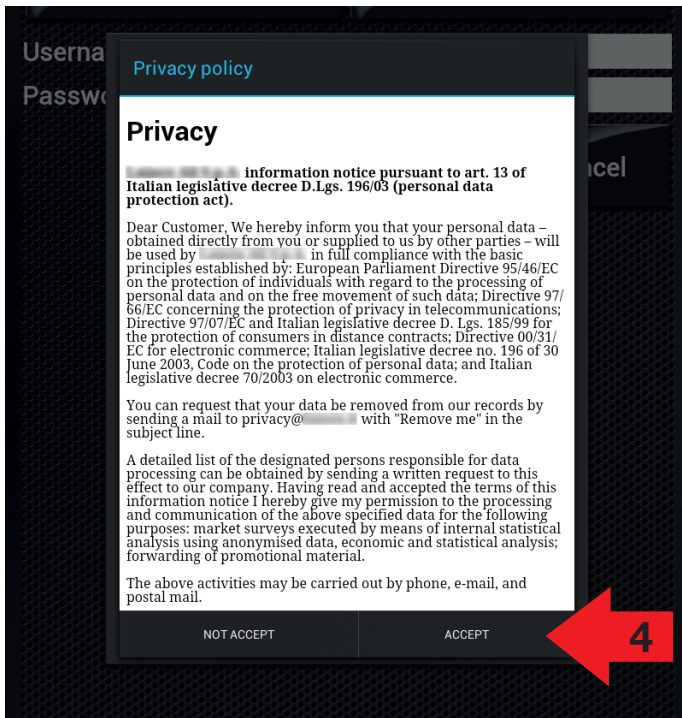 Userna
Passwo
ncel
Privacy policy
Privacy
information notice pursuant to art. 13 of
Italian legislative decree D.Lgs. 196/03 (personal data
protection act).
Dear Customer, We hereby inform you that your personal data –
obtained directly from you or supplied to us by other parties – will
be used by in full compliance with the basic
principles established by: European Parliament Directive 95/46/EC
on the protection of individuals with regard to the processing of
personal data and on the free movement of such data; Directive 97/
66/EC concerning the protection of privacy in telecommunications;
Directive 97/07/EC and Italian legislative decree D. Lgs. 185/99 for
the protection of consumers in distance contracts; Directive 00/31/
EC for electronic commerce; Italian legislative decree no. 196 of 30
June 2003, Code on the protection of personal data; and Italian
legislative decree 70/2003 on electronic commerce.
You can request that your data be removed from our records by
sending a mail to privacy@ with "Remove me" in the
subject line.
A detailed list of the designated persons responsible for data
processing can be obtained by sending a written request to this
effect to our company. Having read and accepted the terms of this
information notice I hereby give my permission to the processing
and communication of the above specified data for the following
purposes: market surveys executed by means of internal statistical
analysis using anonymised data, economic and statistical analysis;
forwarding of promotional material.
The above activities may be carried out by phone, e-mail, and
postal mail.
NOT ACCEPT
ACCEPT
4